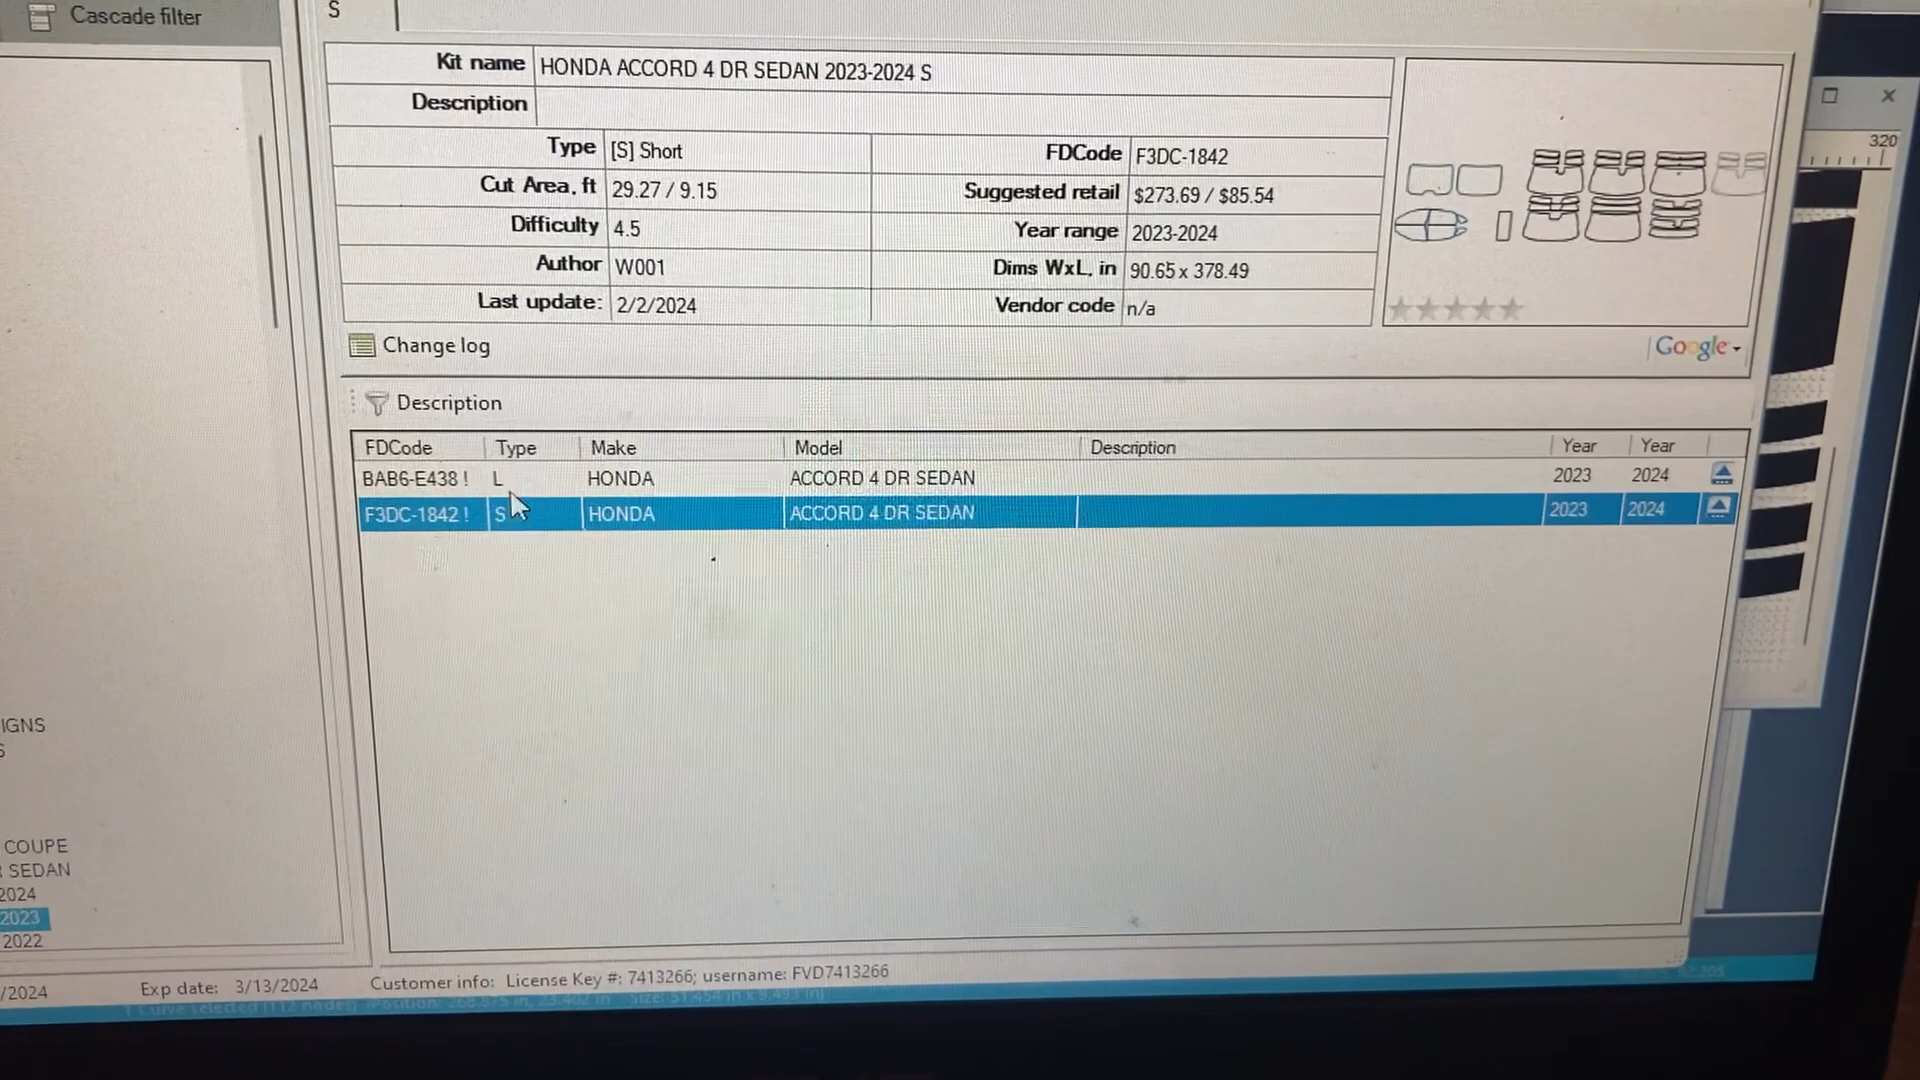 Cascade filter
S
Kit name HONDA ACCORD 4 DR SEDAN 2023-2024 S
Description
Type [S] Short FDCode F3DC-1842
Cut Area, ft 29.27 / 9.15 Suggested retail $273.69 / $85.54
Difficulty 4.5 Year range 2023-2024
Author W001 Dims WxL, in 90.65 x 378.49
Last update: 2/2/2024 Vendor code n/a
320
Change log
Google
Description
FDCode Type Make Model Description Year Year
BAB6-E438 ! L HONDA ACCORD 4 DR SEDAN 2023 2024
F3DC-1842 ! S HONDA ACCORD 4 DR SEDAN 2023 2024
IGNS
S
COUPE
R SEDAN
2024
2023
2022
/2024 Exp date: 3/13/2024 Customer info: License Key #: 7413266; username: FVD7413266
1 Curve selected (112 nodes)